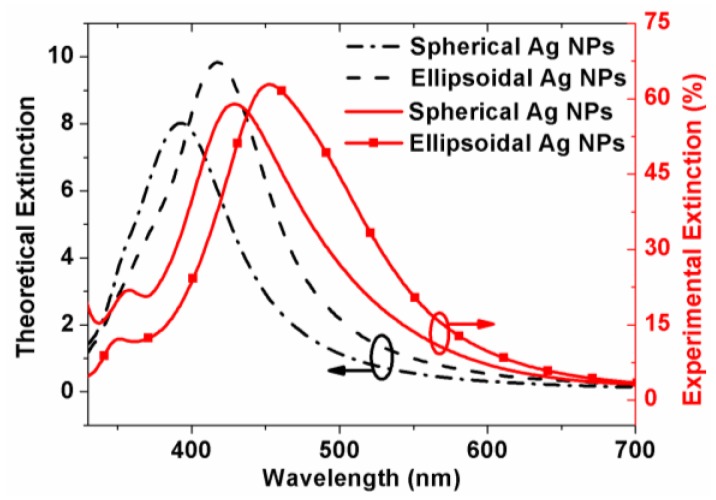 Spherical Ag NPs
Ellipsoidal Ag NPs
Spherical Ag NPs
Ellipsoidal Ag NPs
Theoretical Extinction
10
8
6
4
2
0
Experimental Extinction (%)
75
60
45
30
15
0
400
500
600
700
Wavelength (nm)